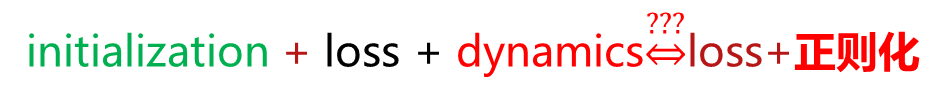 ???
initialization + loss + dynamics⇔loss+正则化